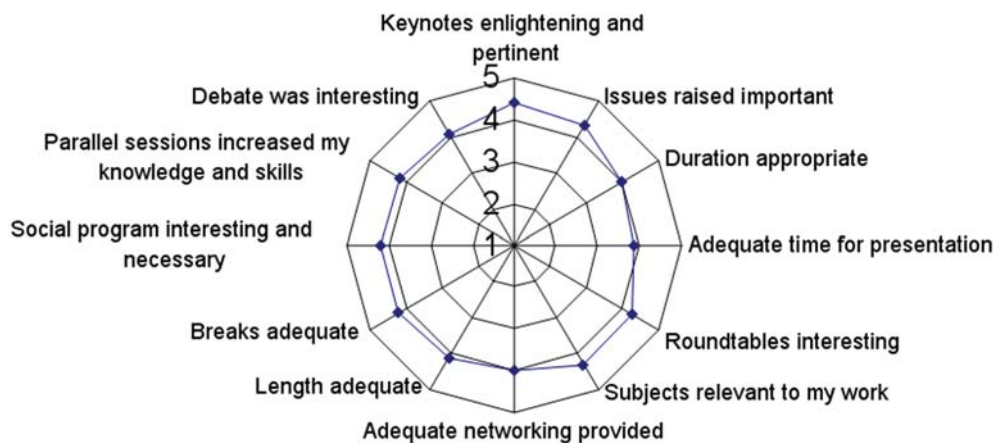 Keynotes enlightening and
pertinent
5
Debate was interesting
Issues raised important
4
Parallel sessions increased my
knowledge and skills
Duration appropriate
3
2
Social program interesting and
necessary
1
Adequate time for presentation
Breaks adequate
Roundtables interesting
Length adequate
Subjects relevant to my work
Adequate networking provided